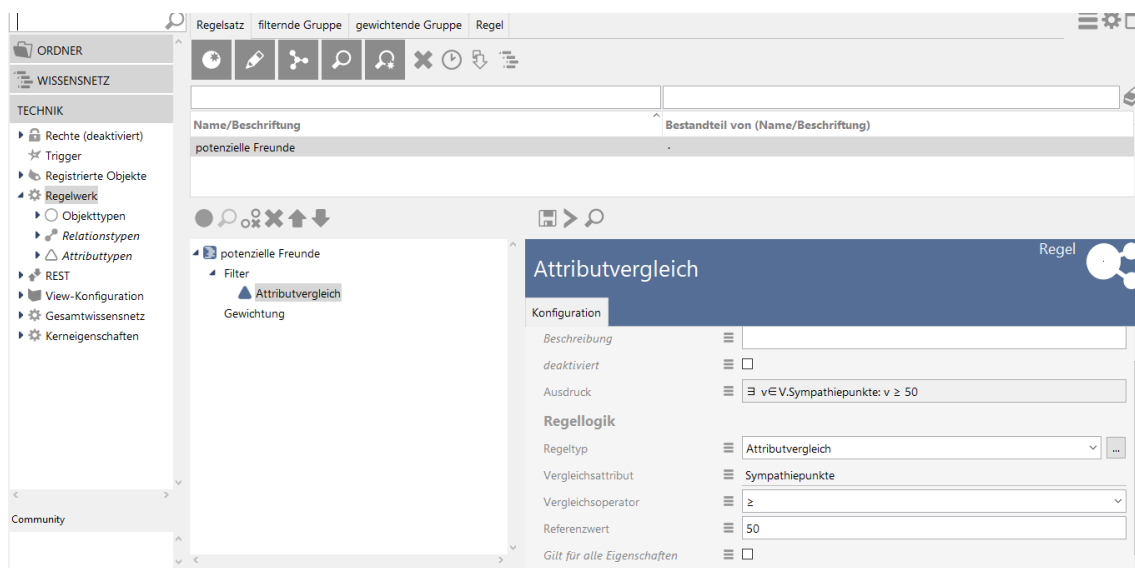 Regelsatz filternde Gruppe gewichtende Gruppe Regel
ORDNER
WISSENSNETZ
TECHNIK
Rechte (deaktiviert)
Trigger
Registrierte Objekte
Regelwerk
Objekttypen
Relationstypen
Attributtypen
REST
View-Konfiguration
Gesamtwissensnetz
Kerneigenschaften
Community
Name/Beschriftung Bestandteil von (Name/Beschriftung)
potenzielle Freunde .
potenzielle Freunde
Filter
Attributvergleich
Gewichtung
Regel
Attributvergleich
Konfiguration
Beschreibung
deaktiviert
Ausdruck ∃ v∈V.Sympathiepunkte: v ≥ 50
Regellogik
Regeltyp Attributvergleich ...
Vergleichsattribut Sympathiepunkte
Vergleichsoperator ≥
Referenzwert 50
Gilt für alle Eigenschaften